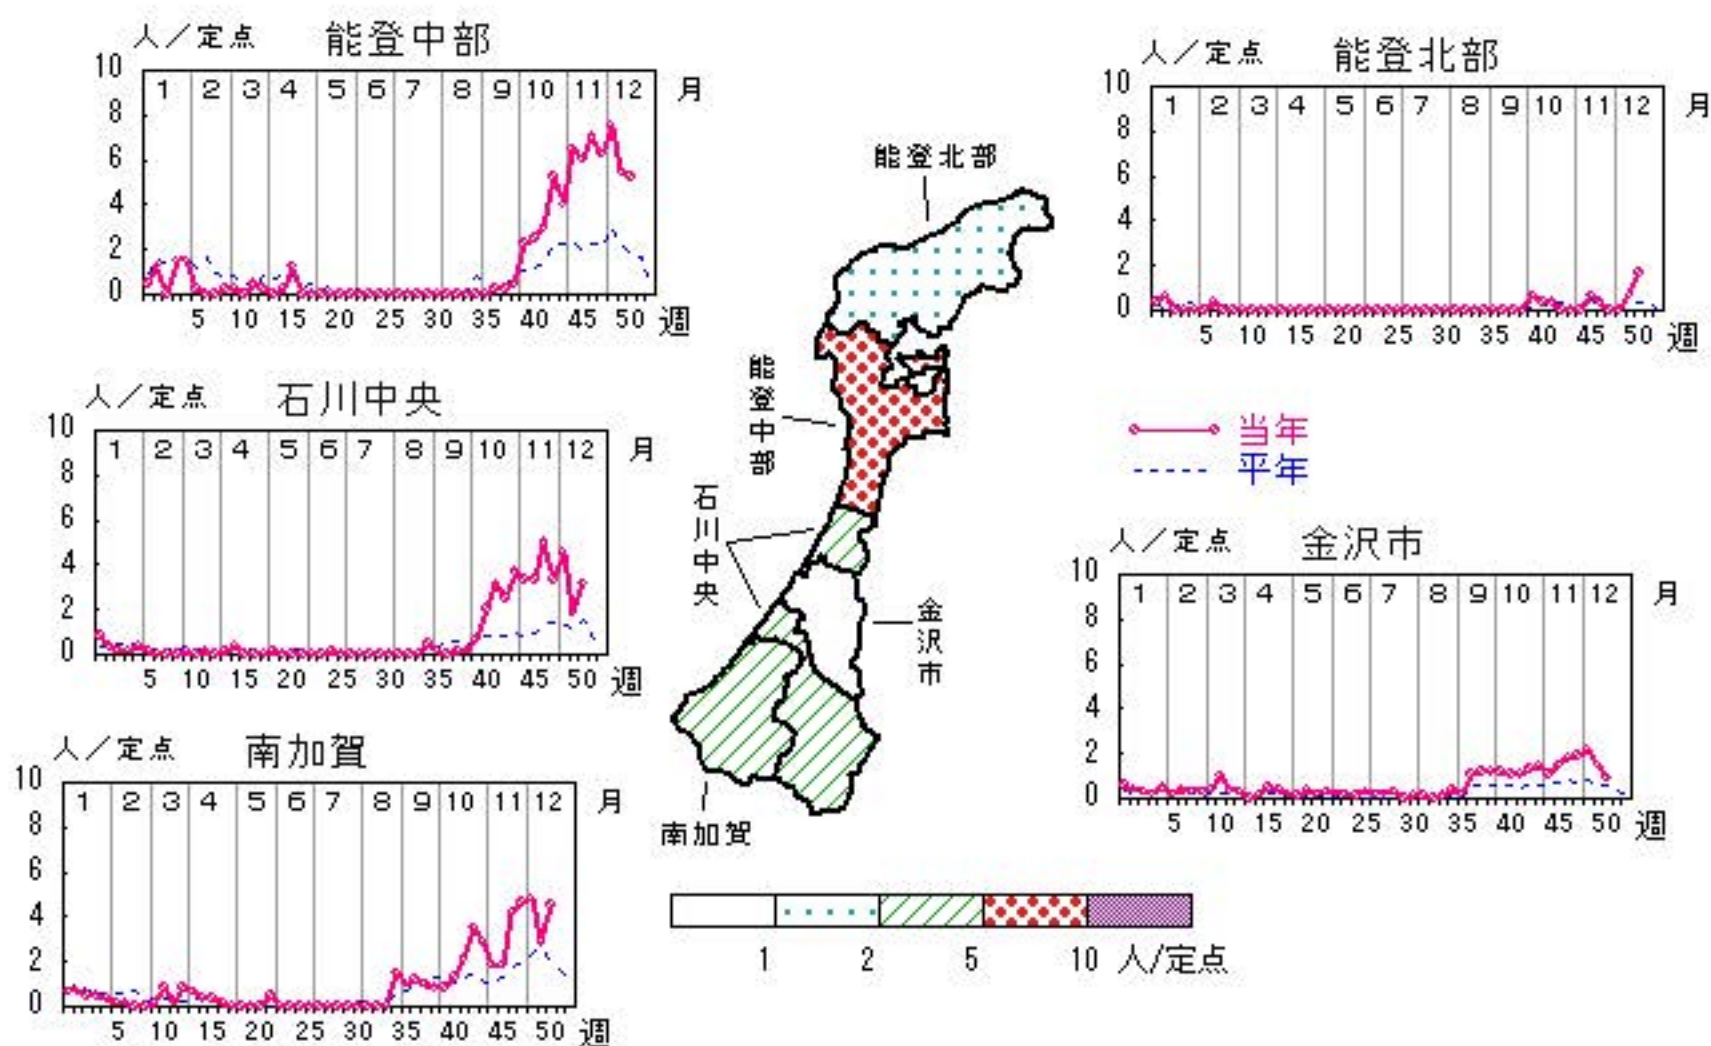 人／定点 能登中部
10 8 6 4 2 0
1 2 3 4 5 6 7 8 9 10 11 12 月
5 10 15 20 25 30 35 40 45 50 週
人／定点 能登北部
10 8 6 4 2 0
1 2 3 4 5 6 7 8 9 10 11 12 月
5 10 15 20 25 30 35 40 45 50 週
人／定点 石川中央
10 8 6 4 2 0
1 2 3 4 5 6 7 8 9 10 11 12 月
5 10 15 20 25 30 35 40 45 50 週
能登北部
能登中部
石川中央
金沢市
南加賀
当年
平年
人／定点 金沢市
10 8 6 4 2 0
1 2 3 4 5 6 7 8 9 10 11 12 月
5 10 15 20 25 30 35 40 45 50 週
人／定点 南加賀
10 8 6 4 2 0
1 2 3 4 5 6 7 8 9 10 11 12 月
5 10 15 20 25 30 35 40 45 50 週
1 2 5 10 人/定点